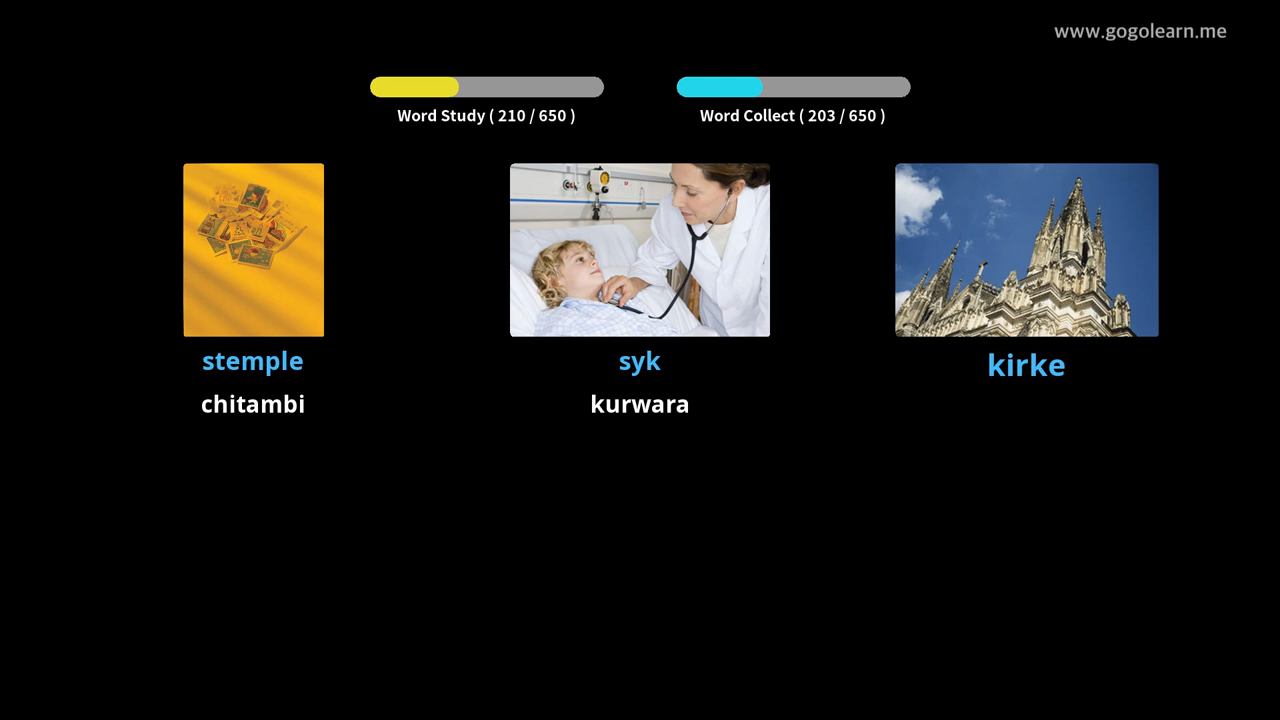 www.gogolearn.me
Word Study ( 210 / 650 )
Word Collect ( 203 / 650 )
stemple
syk
kirke
chitambi
kurwara